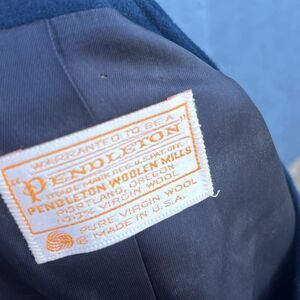 WARRANTED TO BE A
"PENDLETON"
TRADE MARK REG. U.S. PAT. OFF.
PENDLETON WOOLEN MILLS
PORTLAND, OREGON
100% VIRGIN WOOL
PURE VIRGIN WOOL
® MADE IN U.S.A.